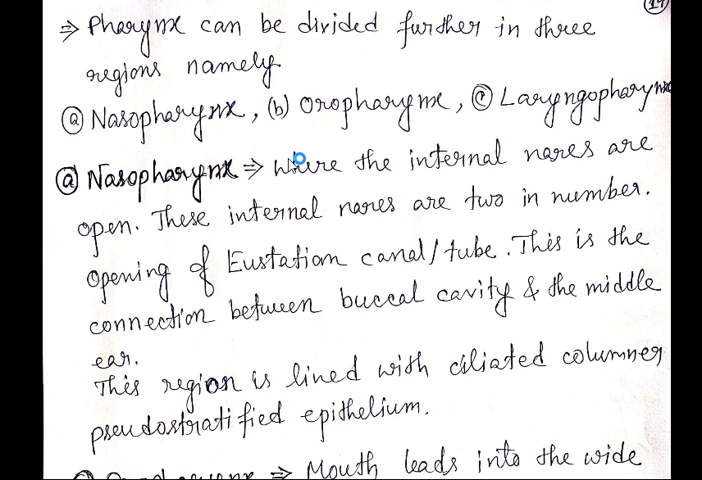 ⇒ Pharynx can be divided further in three
regions namely
(a) Nasopharynx, (b) Oropharynx, (c) Laryngopharynx
(a) Nasopharynx ⇒ where the internal nares are
open. These internal nares are two in number.
Opening of Eustation canal/tube. This is the
connection between buccal cavity & the middle
ear.
This region is lined with ciliated columner
pseudostratified epithelium.
⇒ Mouth leads into the wide